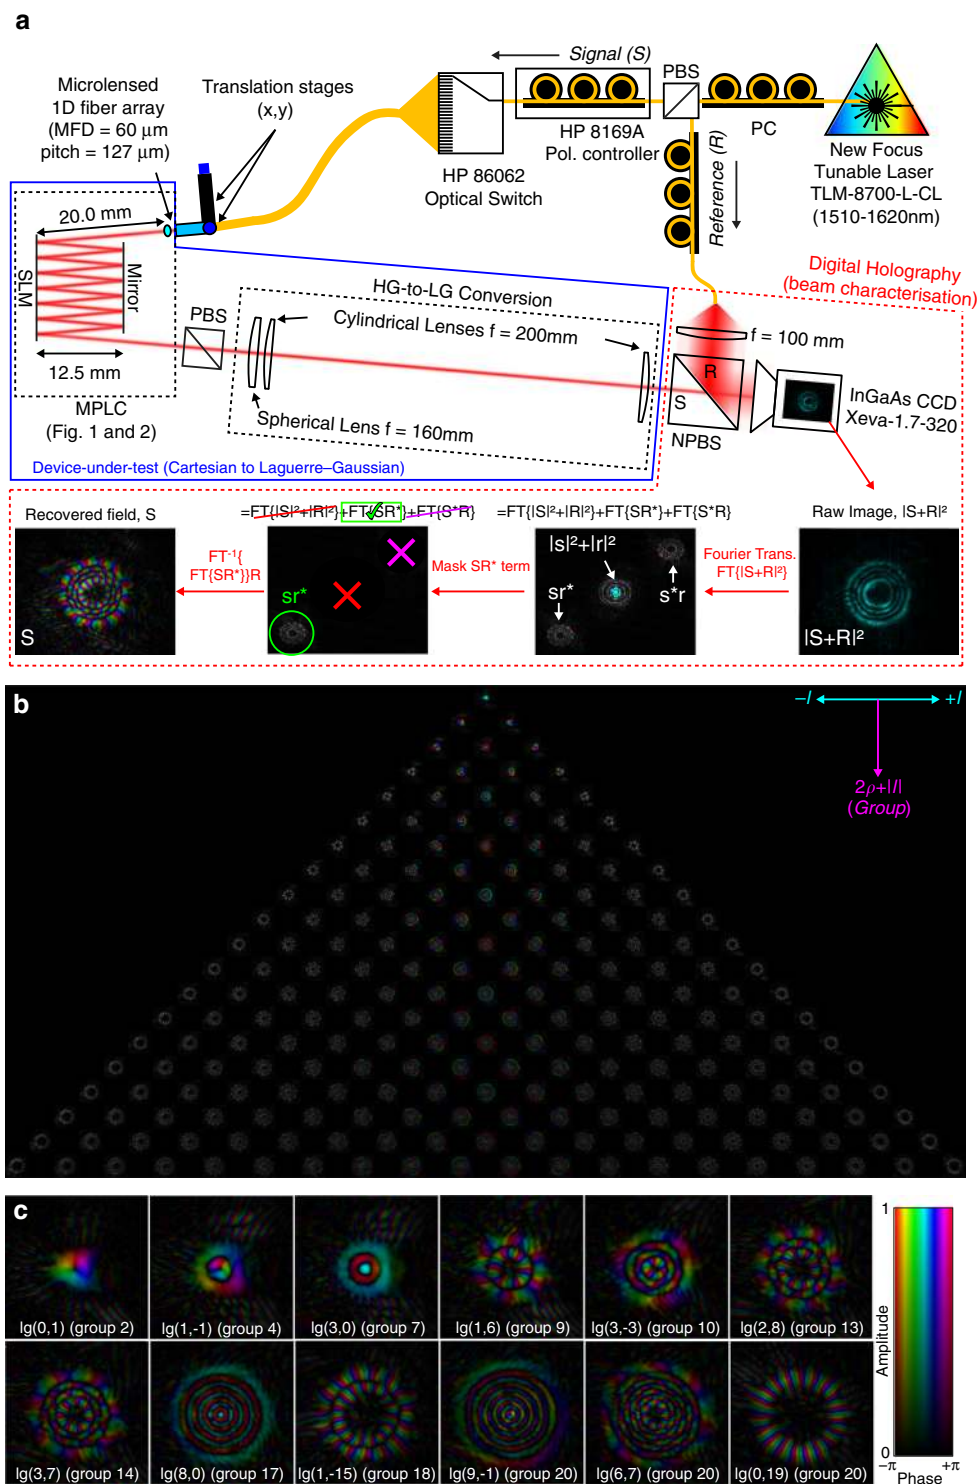 a
Signal (S)
Microlensed
1D fiber array
(MFD = 60 µm
pitch = 127 µm)
Translation stages
(x,y)
PBS
HP 8169A
Pol. controller
PC
HP 86062
Optical Switch
New Focus
Tunable Laser
TLM-8700-L-CL
(1510-1620nm)
Reference (R)
20.0 mm
SLM
Mirror
12.5 mm
MPLC
(Fig. 1 and 2)
PBS
HG-to-LG Conversion
Cylindrical Lenses f = 200mm
Spherical Lens f = 160mm
Device-under-test (Cartesian to Laguerre–Gaussian)
Digital Holography
(beam characterisation)
f = 100 mm
R
S
NPBS
InGaAs CCD
Xeva-1.7-320
Recovered field, S
=FT{|S|²+|R|²}+FT{SR*}+FT{S*R}
=FT{|S|²+|R|²}+FT{SR*}+FT{S*R}
Raw Image, |S+R|²
S
FT⁻¹{
FT{SR*}}R
sr*
Mask SR* term
|s|²+|r|²
sr*
s*r
Fourier Trans.
FT{|S+R|²}
|S+R|²
b
−l
+l
2ρ+|l|
(Group)
c
lg(0,1) (group 2)
lg(1,-1) (group 4)
lg(3,0) (group 7)
lg(1,6) (group 9)
lg(3,-3) (group 10)
lg(2,8) (group 13)
lg(3,7) (group 14)
lg(8,0) (group 17)
lg(1,-15) (group 18)
lg(9,-1) (group 20)
lg(6,7) (group 20)
lg(0,19) (group 20)
1
Amplitude
0
−π
+π
Phase